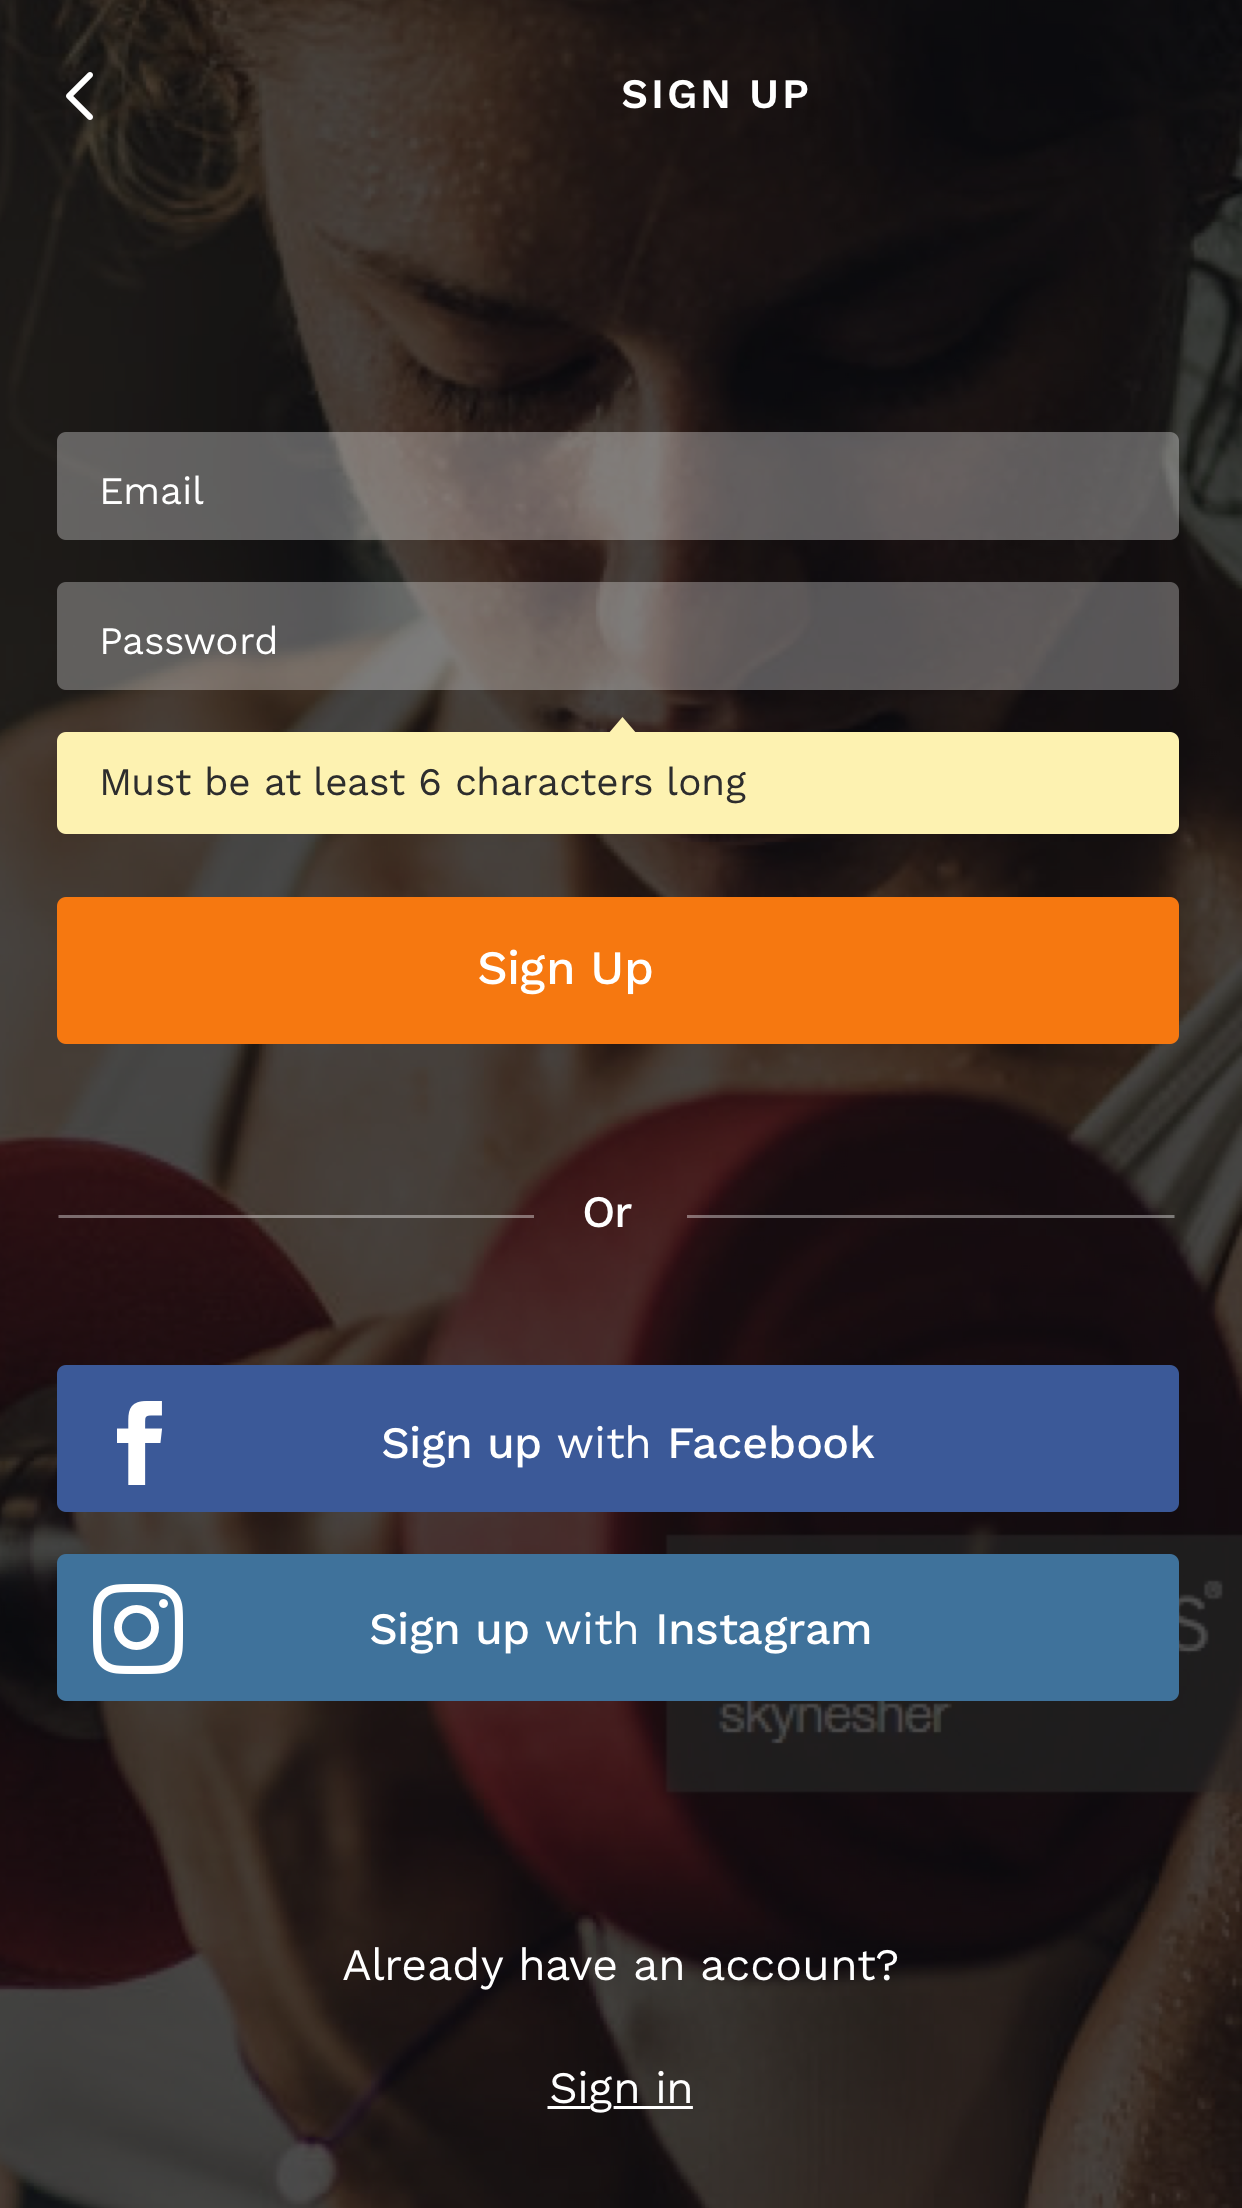 SIGN UP
Email
Password
Must be at least 6 characters long
Sign Up
Or
Sign up with Facebook
Sign up with Instagram
skynesher
Already have an account?
Sign in